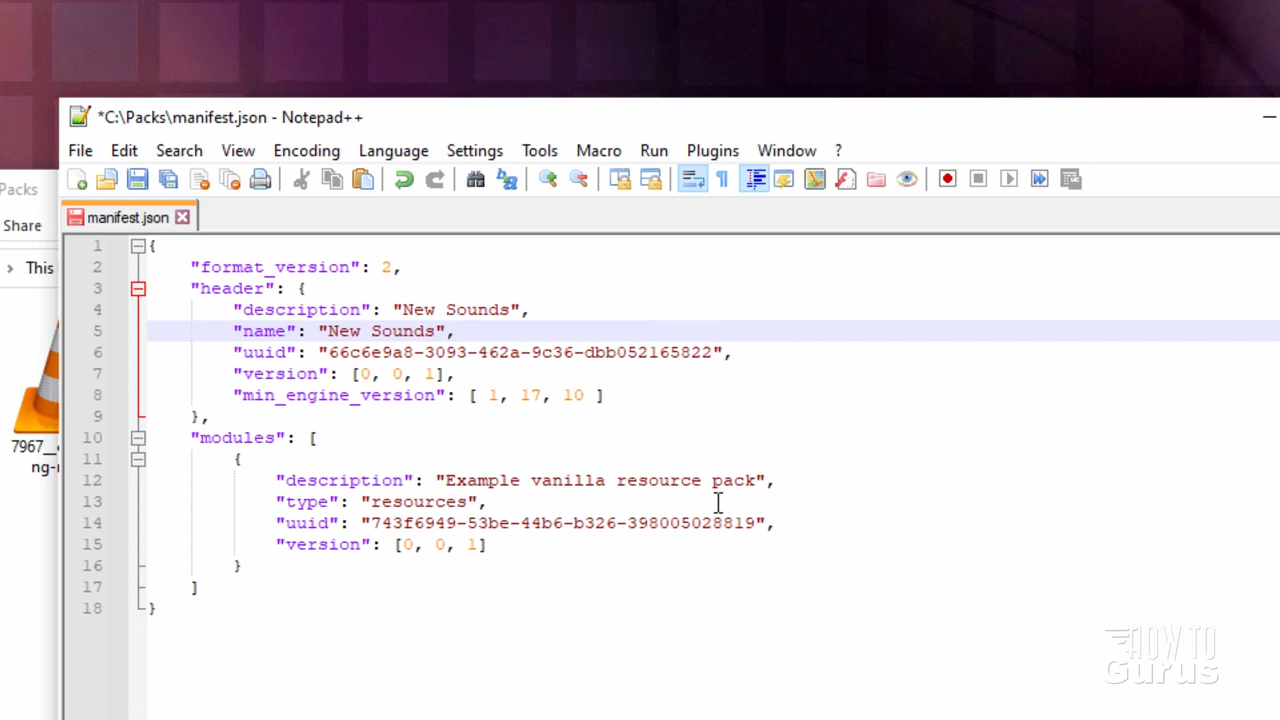 *C:\Packs\manifest.json - Notepad++
File Edit Search View Encoding Language Settings Tools Macro Run Plugins Window ?
Packs
Share
This
manifest.json
1 {
2 "format_version": 2,
3 "header": {
4 "description": "New Sounds",
5 "name": "New Sounds",
6 "uuid": "66c6e9a8-3093-462a-9c36-dbb052165822",
7 "version": [0, 0, 1],
8 "min_engine_version": [ 1, 17, 10 ]
9 },
10 "modules": [
11 {
12 "description": "Example vanilla resource pack",
13 "type": "resources",
14 "uuid": "743f6949-53be-44b6-b326-398005028819",
15 "version": [0, 0, 1]
16 }
17 ]
18 }
7967__
ng-
HOW TO
Gurus